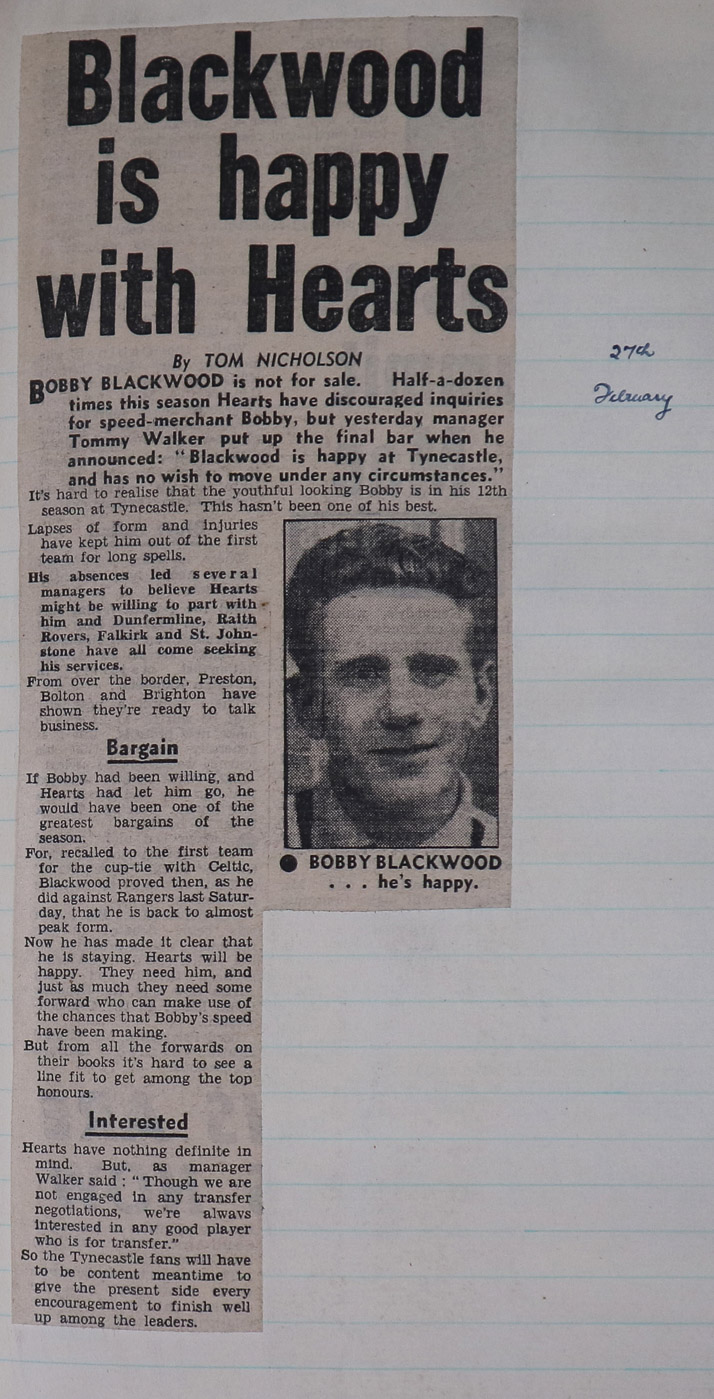 Blackwood
is happy
with Hearts
By TOM NICHOLSON
BOBBY BLACKWOOD is not for sale. Half-a-dozen
times this season Hearts have discouraged inquiries
for speed-merchant Bobby, but yesterday manager
Tommy Walker put up the final bar when he
announced: "Blackwood is happy at Tynecastle,
and has no wish to move under any circumstances."
It's hard to realise that the youthful looking Bobby is in his 12th
season at Tynecastle. This hasn't been one of his best.
Lapses of form and injuries
have kept him out of the first
team for long spells.
His absences led several
managers to believe Hearts
might be willing to part with
him and Dunfermline, Raith
Rovers, Falkirk and St. John-
stone have all come seeking
his services.
From over the border, Preston,
Bolton and Brighton have
shown they're ready to talk
business.
Bargain
If Bobby had been willing, and
Hearts had let him go, he
would have been one of the
greatest bargains of the
season.
For, recalled to the first team
for the cup-tie with Celtic,
Blackwood proved then, as he
did against Rangers last Satur-
day, that he is back to almost
peak form.
Now he has made it clear that
he is staying. Hearts will be
happy. They need him, and
just as much they need some
forward who can make use of
the chances that Bobby's speed
have been making.
But from all the forwards on
their books it's hard to see a
line fit to get among the top
honours.
Interested
Hearts have nothing definite in
mind. But, as manager
Walker said: "Though we are
not engaged in any transfer
negotiations, we're always
interested in any good player
who is for transfer."
So the Tynecastle fans will have
to be content meantime to
give the present side every
encouragement to finish well
up among the leaders.
● BOBBY BLACKWOOD
. . . he's happy.
27th
February